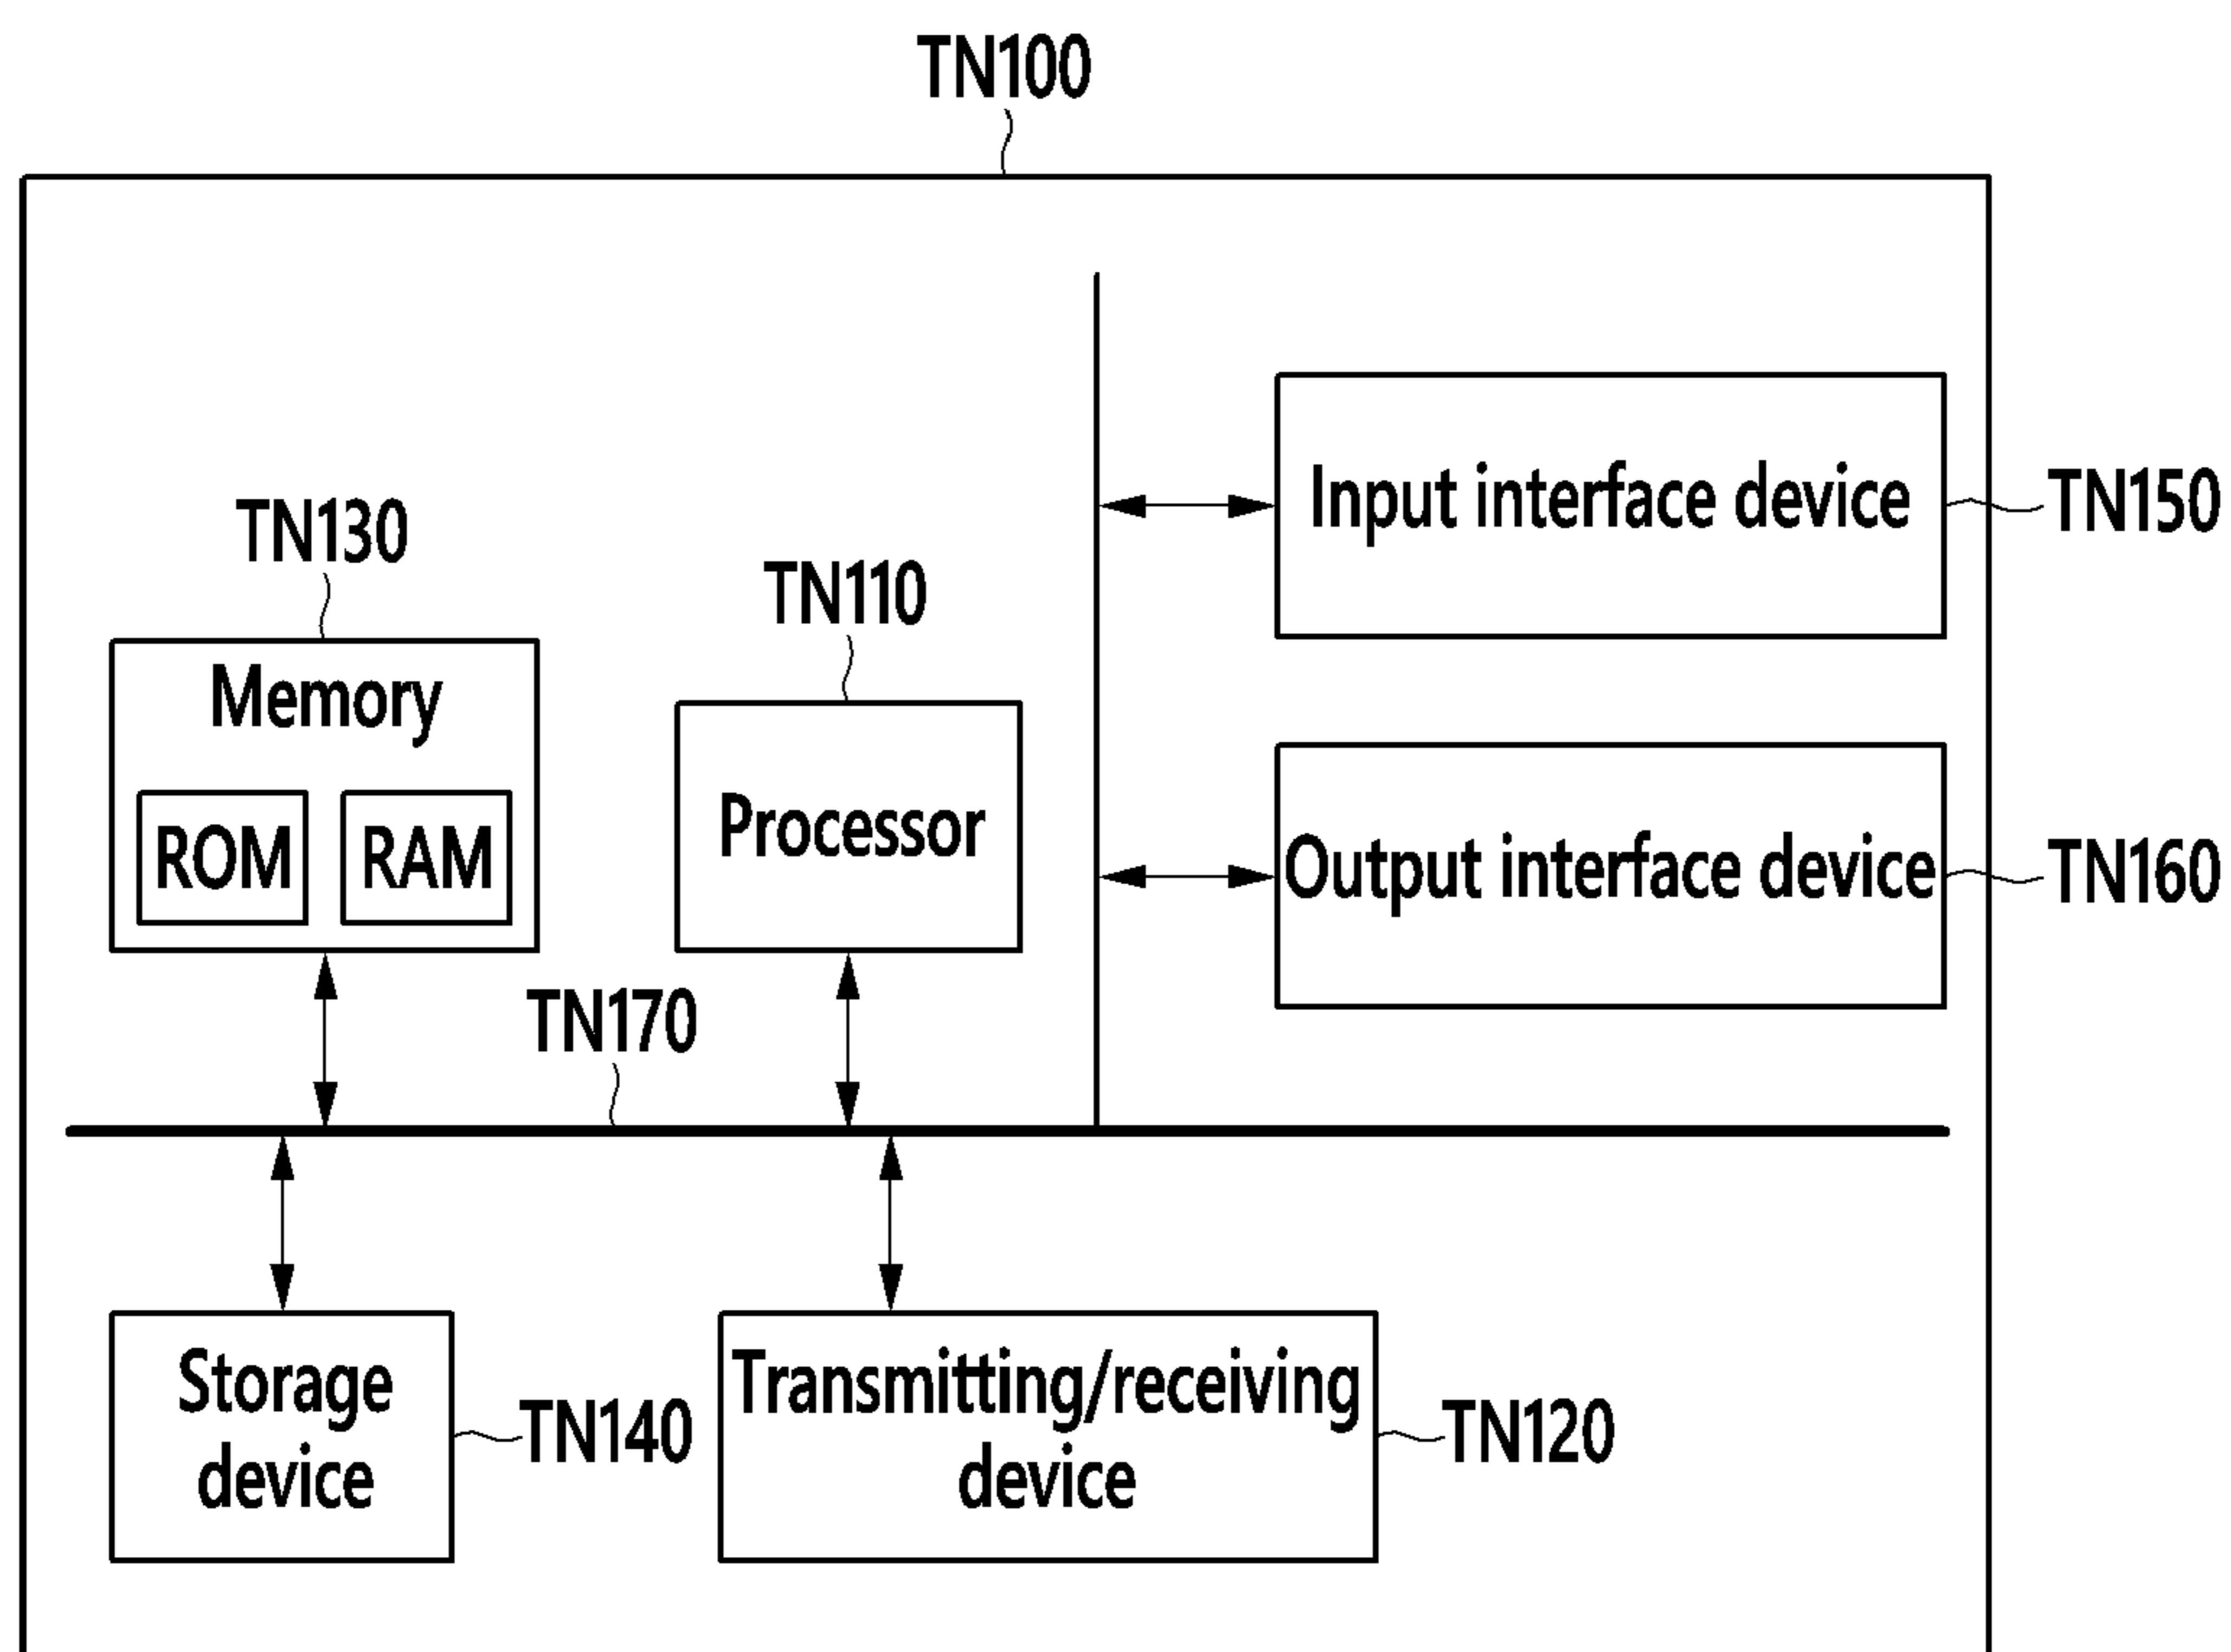 TN100
Input interface device
TN150
TN130
TN110
Memory
ROM
RAM
Processor
Output interface device
TN160
TN170
Storage
device
TN140
Transmitting/receiving
device
TN120